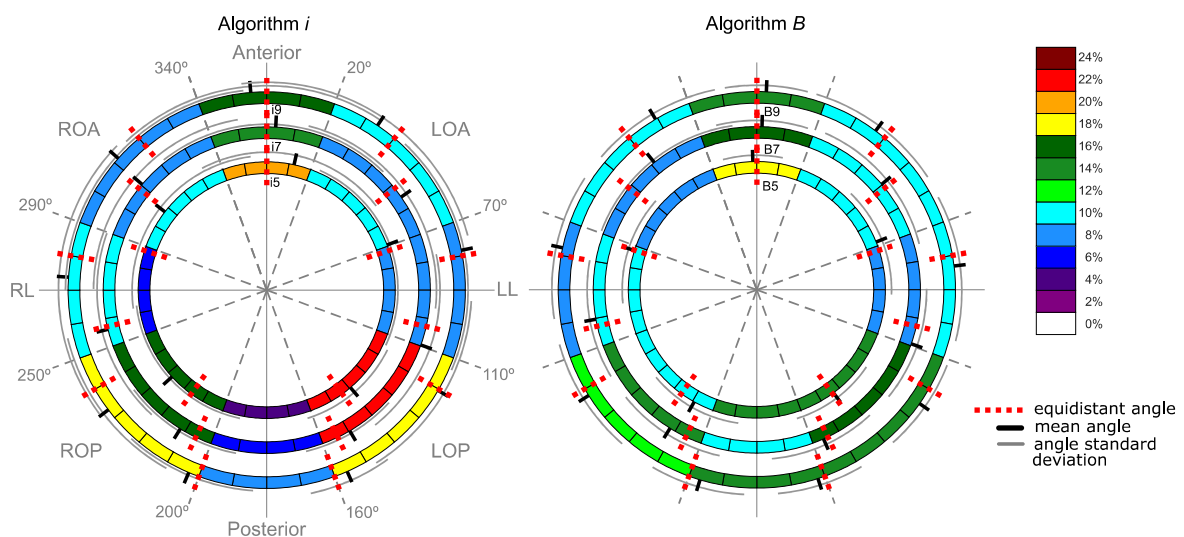 Algorithm i
Algorithm B
Anterior
340º
20º
ROA
LOA
i9
i7
i5
B9
B7
B5
290º
70º
RL
LL
250º
110º
ROP
LOP
200º
160º
Posterior
24%
22%
20%
18%
16%
14%
12%
10%
8%
6%
4%
2%
0%
equidistant angle
mean angle
angle standard
deviation